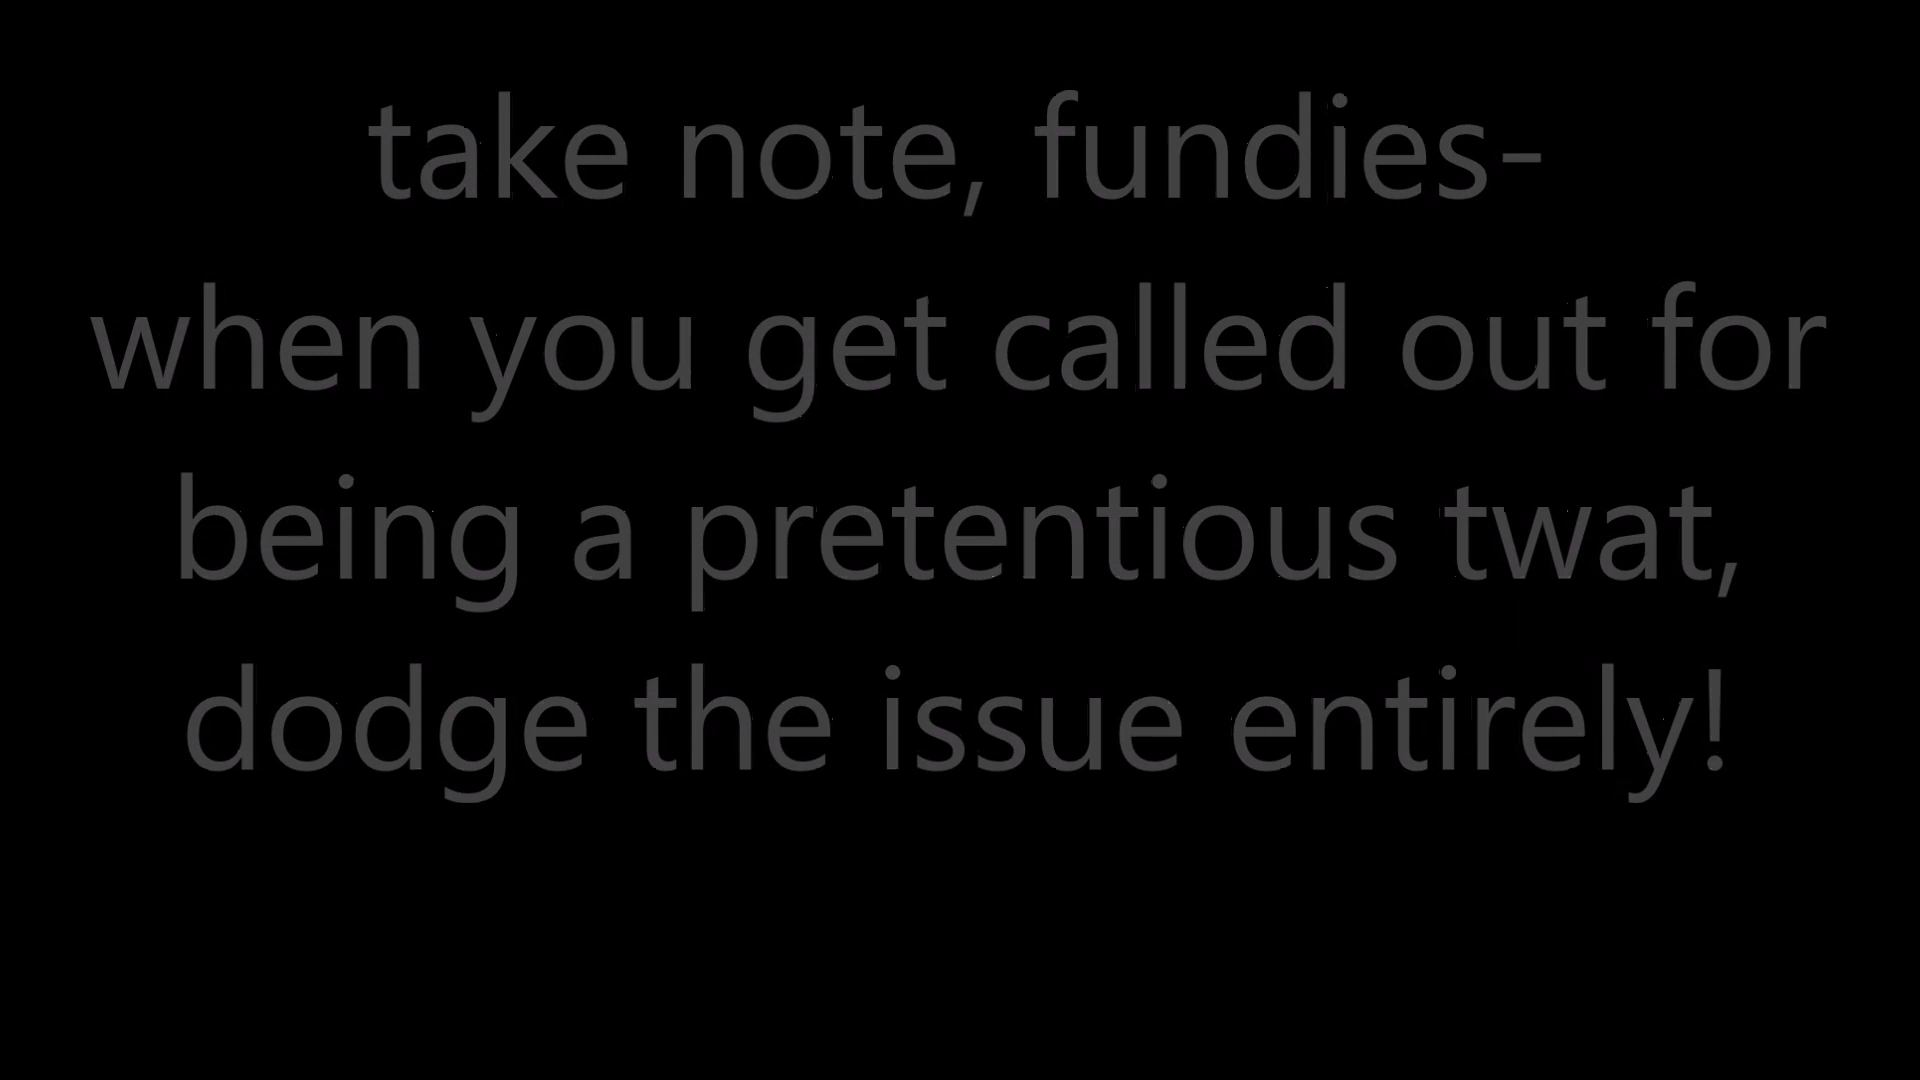 take note, fundies-
when you get called out for
being a pretentious twat,
dodge the issue entirely!